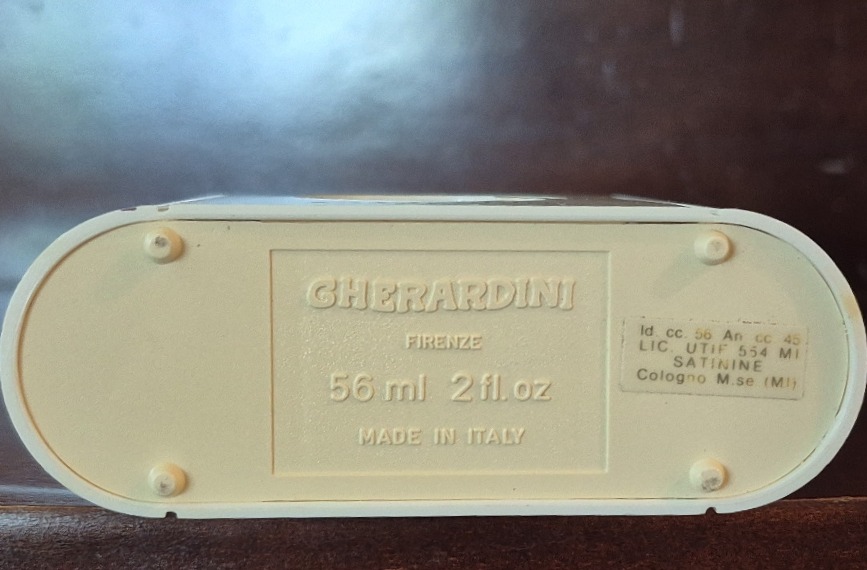 GHERARDINI
FIRENZE
56 ml 2 fl. oz
MADE IN ITALY
Id. cc. 56 An cc 45
LIC. UTIF 554 MI
SATININE
Cologno M.se (MI)